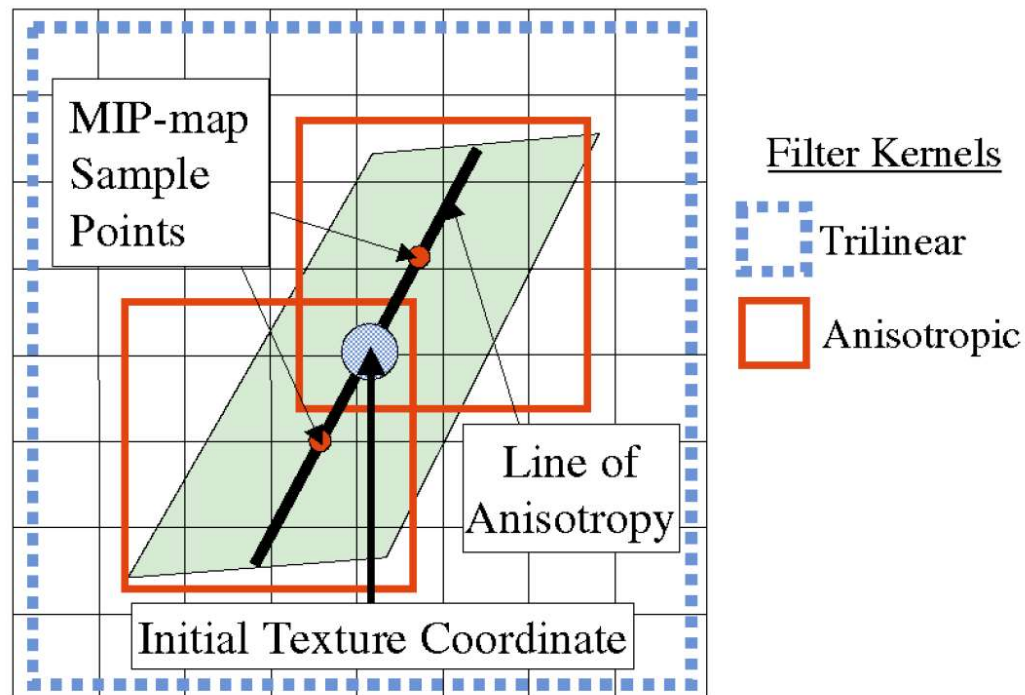 MIP-map
Sample
Points
Line of
Anisotropy
Initial Texture Coordinate
Filter Kernels
Trilinear
Anisotropic